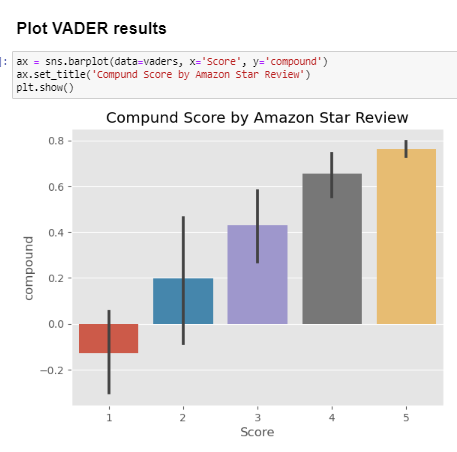 Plot VADER results
]: ax = sns.barplot(data=vaders, x='Score', y='compound')
ax.set_title('Compund Score by Amazon Star Review')
plt.show()
Compund Score by Amazon Star Review
0.8
0.6
0.4
0.2
0.0
−0.2
compound
1 2 3 4 5
Score